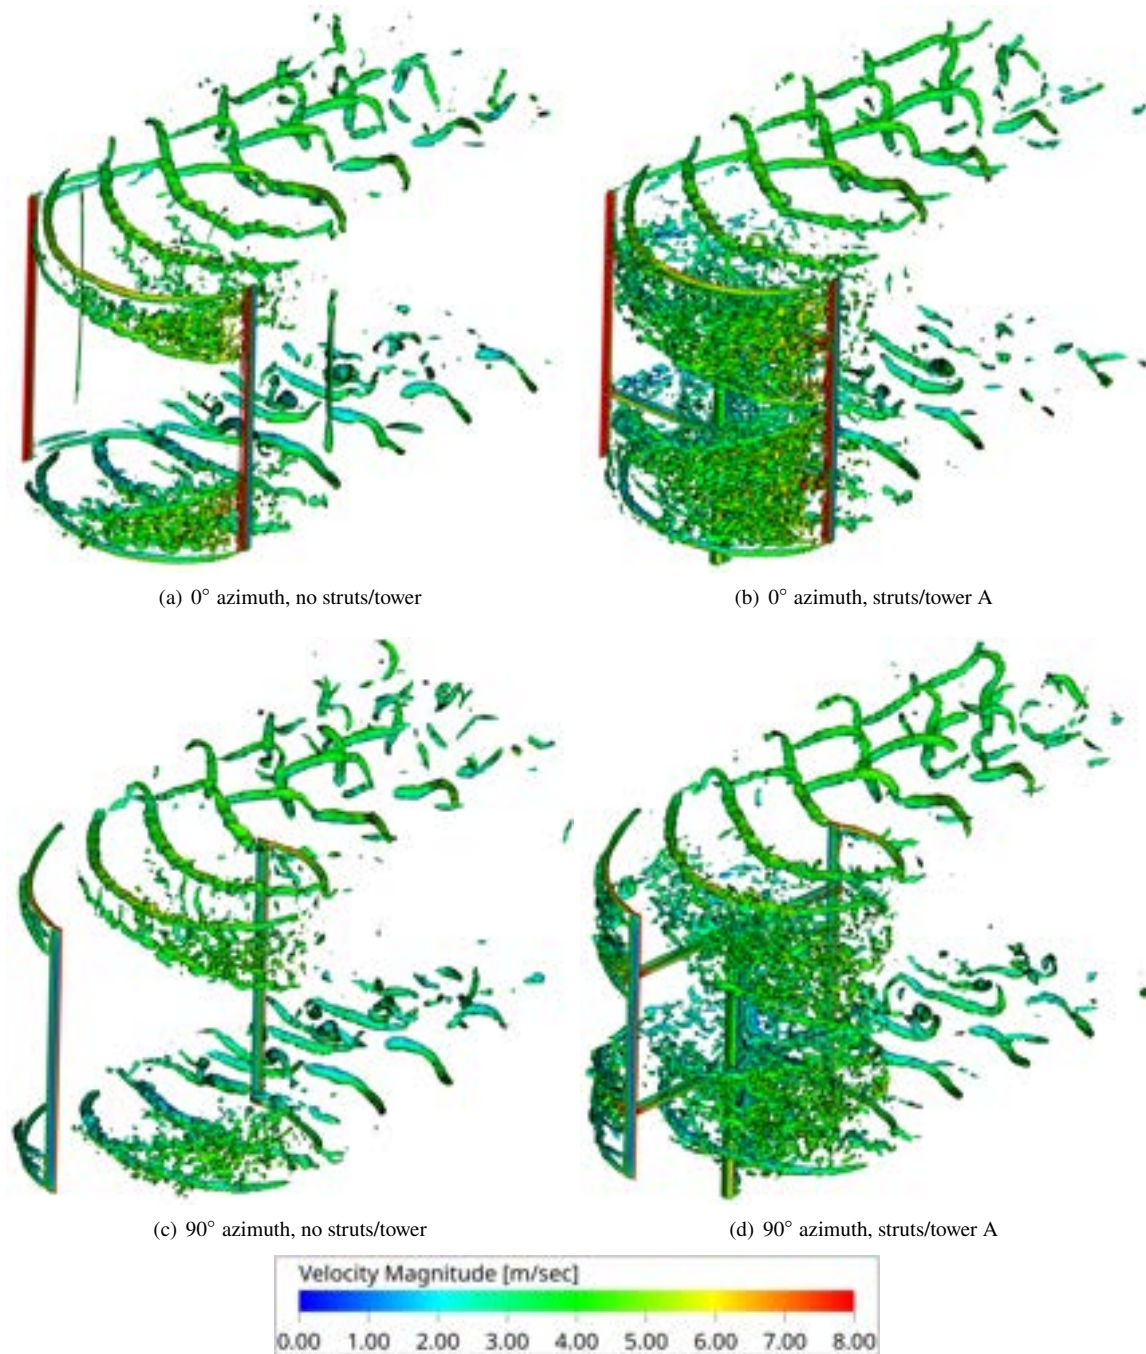 (a) 0° azimuth, no struts/tower
(b) 0° azimuth, struts/tower A
(c) 90° azimuth, no struts/tower
(d) 90° azimuth, struts/tower A
Velocity Magnitude [m/sec]
0.00 1.00 2.00 3.00 4.00 5.00 6.00 7.00 8.00